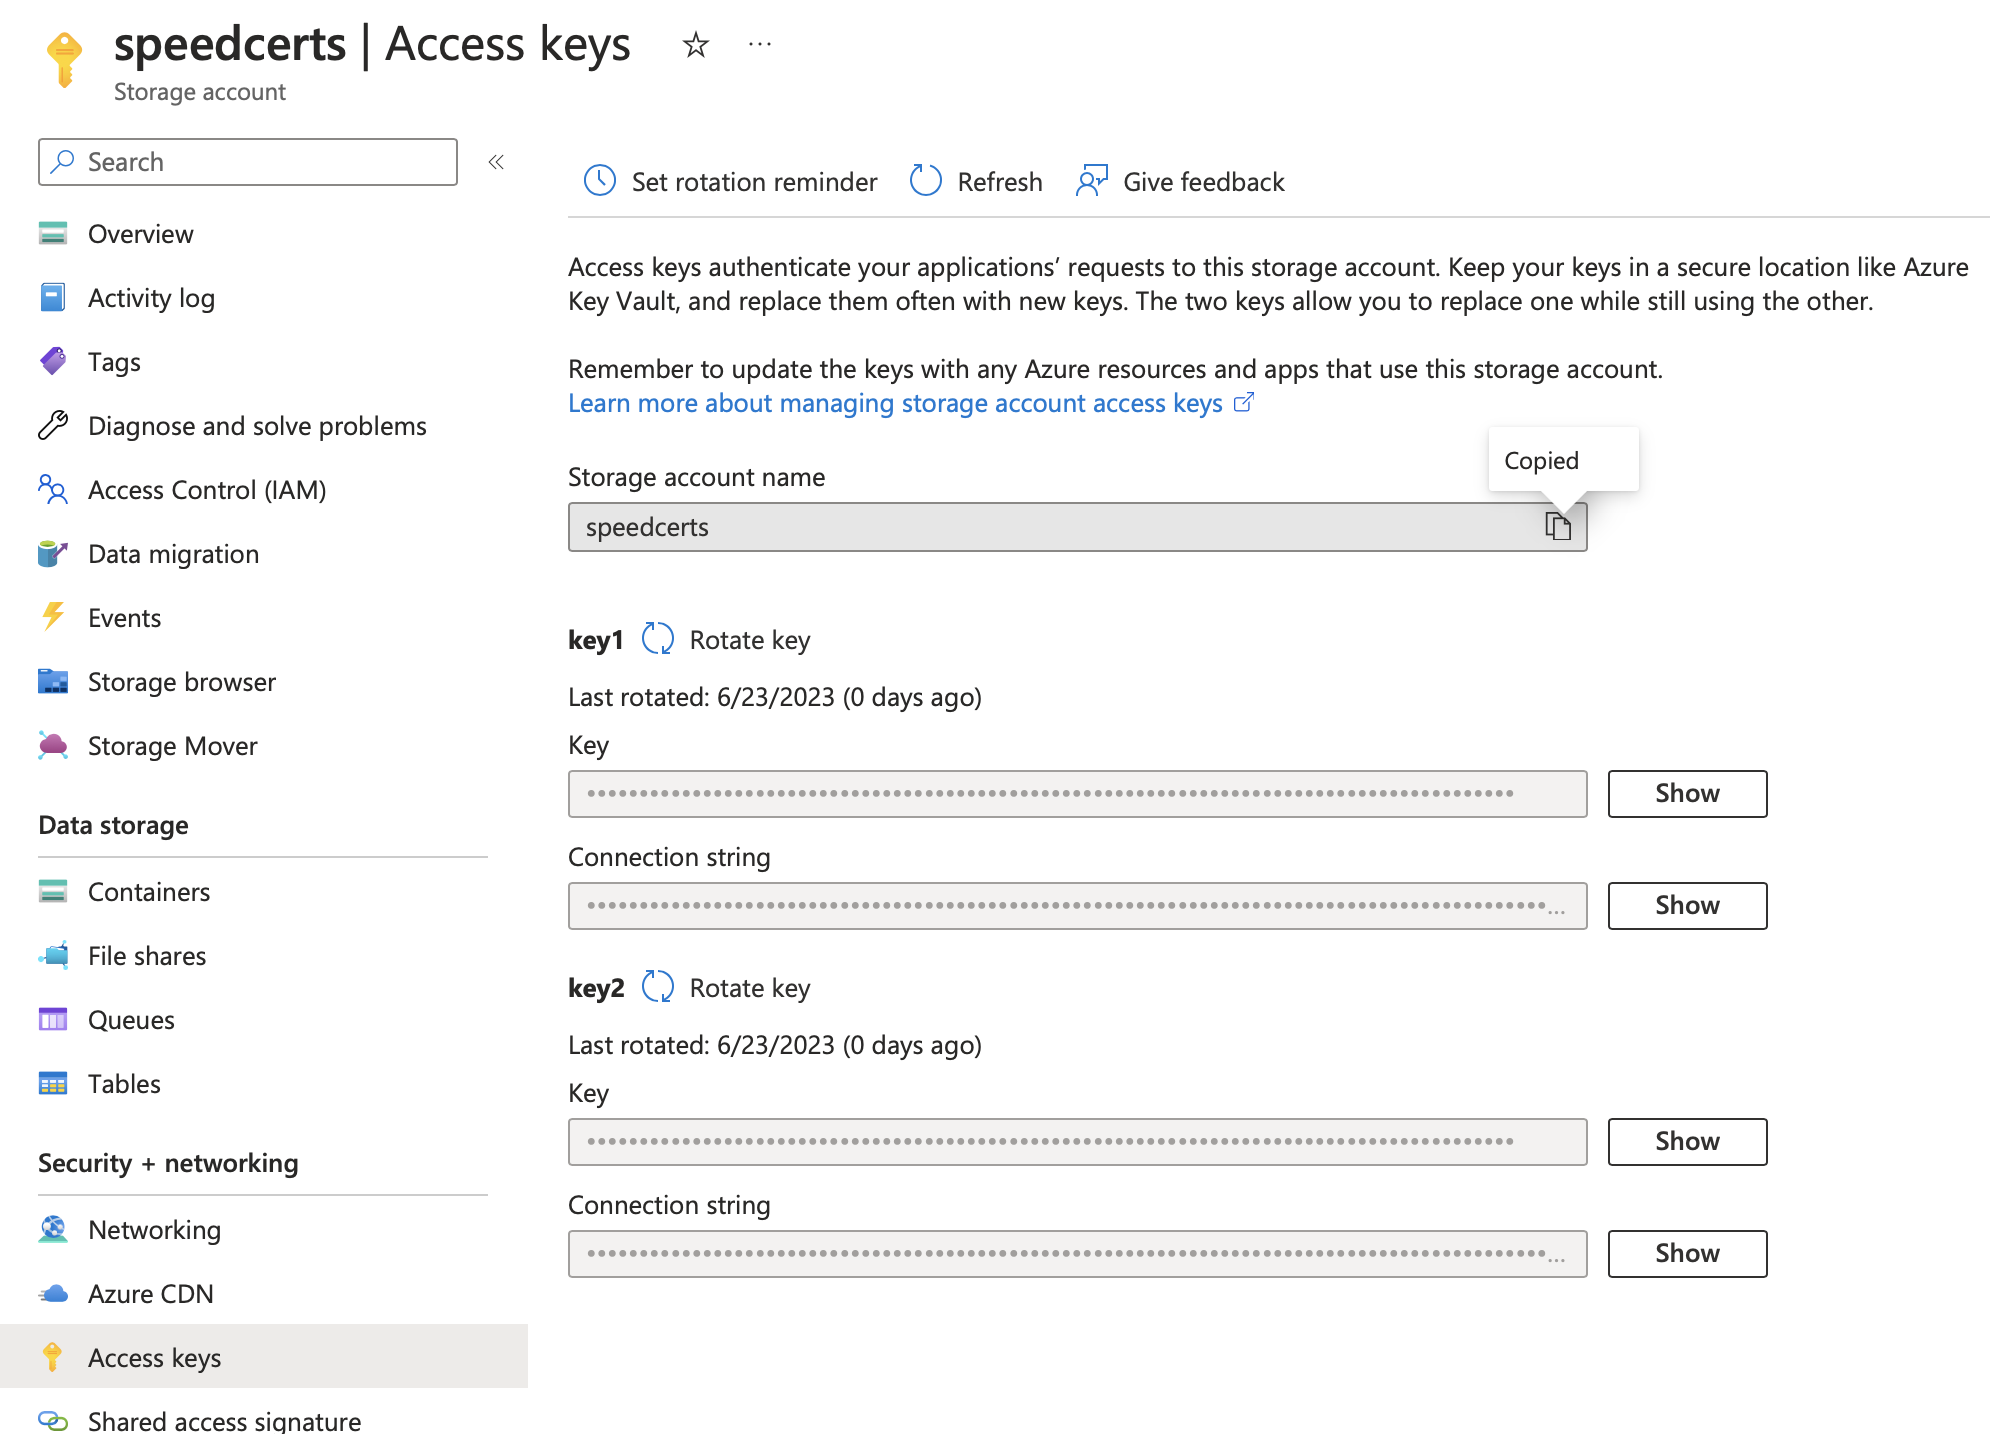 speedcerts | Access keys
Storage account
Search
Overview
Activity log
Tags
Diagnose and solve problems
Access Control (IAM)
Data migration
Events
Storage browser
Storage Mover
Data storage
Containers
File shares
Queues
Tables
Security + networking
Networking
Azure CDN
Access keys
Shared access signature
Set rotation reminder
Refresh
Give feedback
Access keys authenticate your applications’ requests to this storage account. Keep your keys in a secure location like Azure
Key Vault, and replace them often with new keys. The two keys allow you to replace one while still using the other.
Remember to update the keys with any Azure resources and apps that use this storage account.
Learn more about managing storage account access keys
Copied
Storage account name
speedcerts
key1 Rotate key
Last rotated: 6/23/2023 (0 days ago)
Key
Show
Connection string
Show
key2 Rotate key
Last rotated: 6/23/2023 (0 days ago)
Key
Show
Connection string
Show